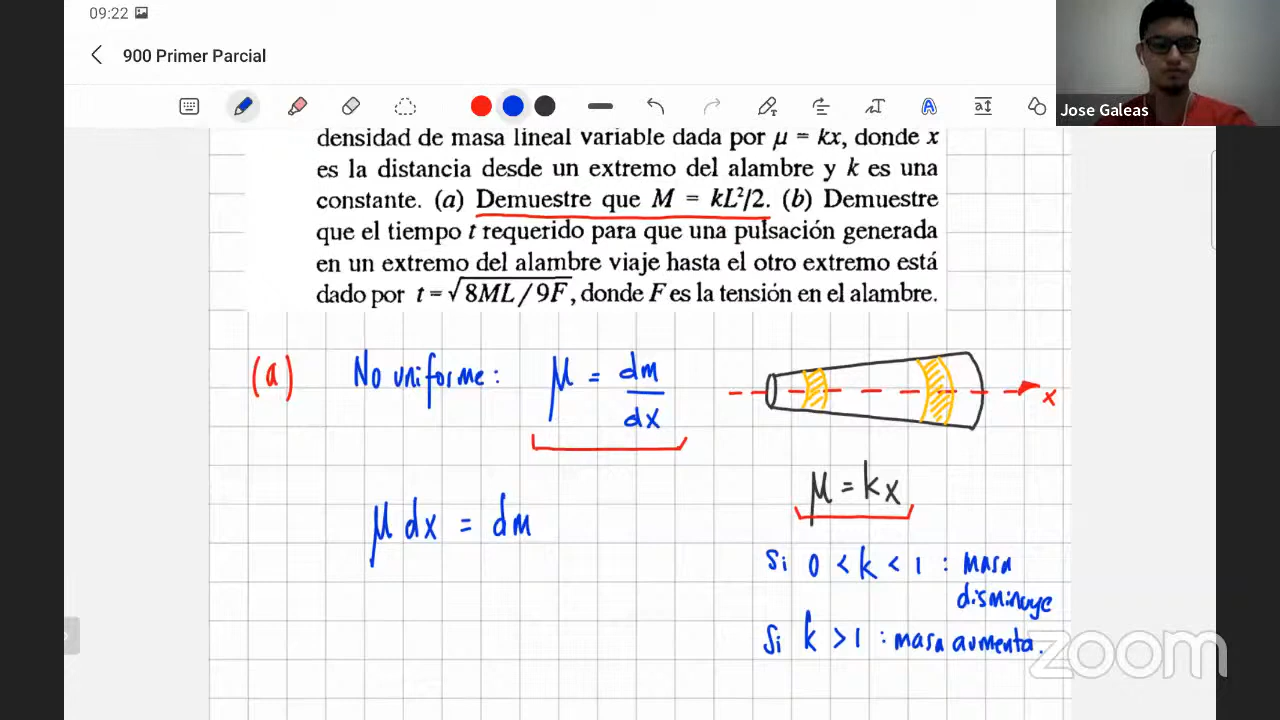 09:22
900 Primer Parcial
Jose Galeas
densidad de masa lineal variable dada por μ = kx, donde x
es la distancia desde un extremo del alambre y k es una
constante. (a) Demuestre que M = kL²/2. (b) Demuestre
que el tiempo t requerido para que una pulsación generada
en un extremo del alambre viaje hasta el otro extremo está
dado por t = √8ML / 9F, donde F es la tensión en el alambre.
(a) No uniforme: μ = dm/dx
x
μ = kx
μ dx = dm
Si 0 < k < 1 : masa
disminuye
Si k > 1 : masa aumenta.
zoom